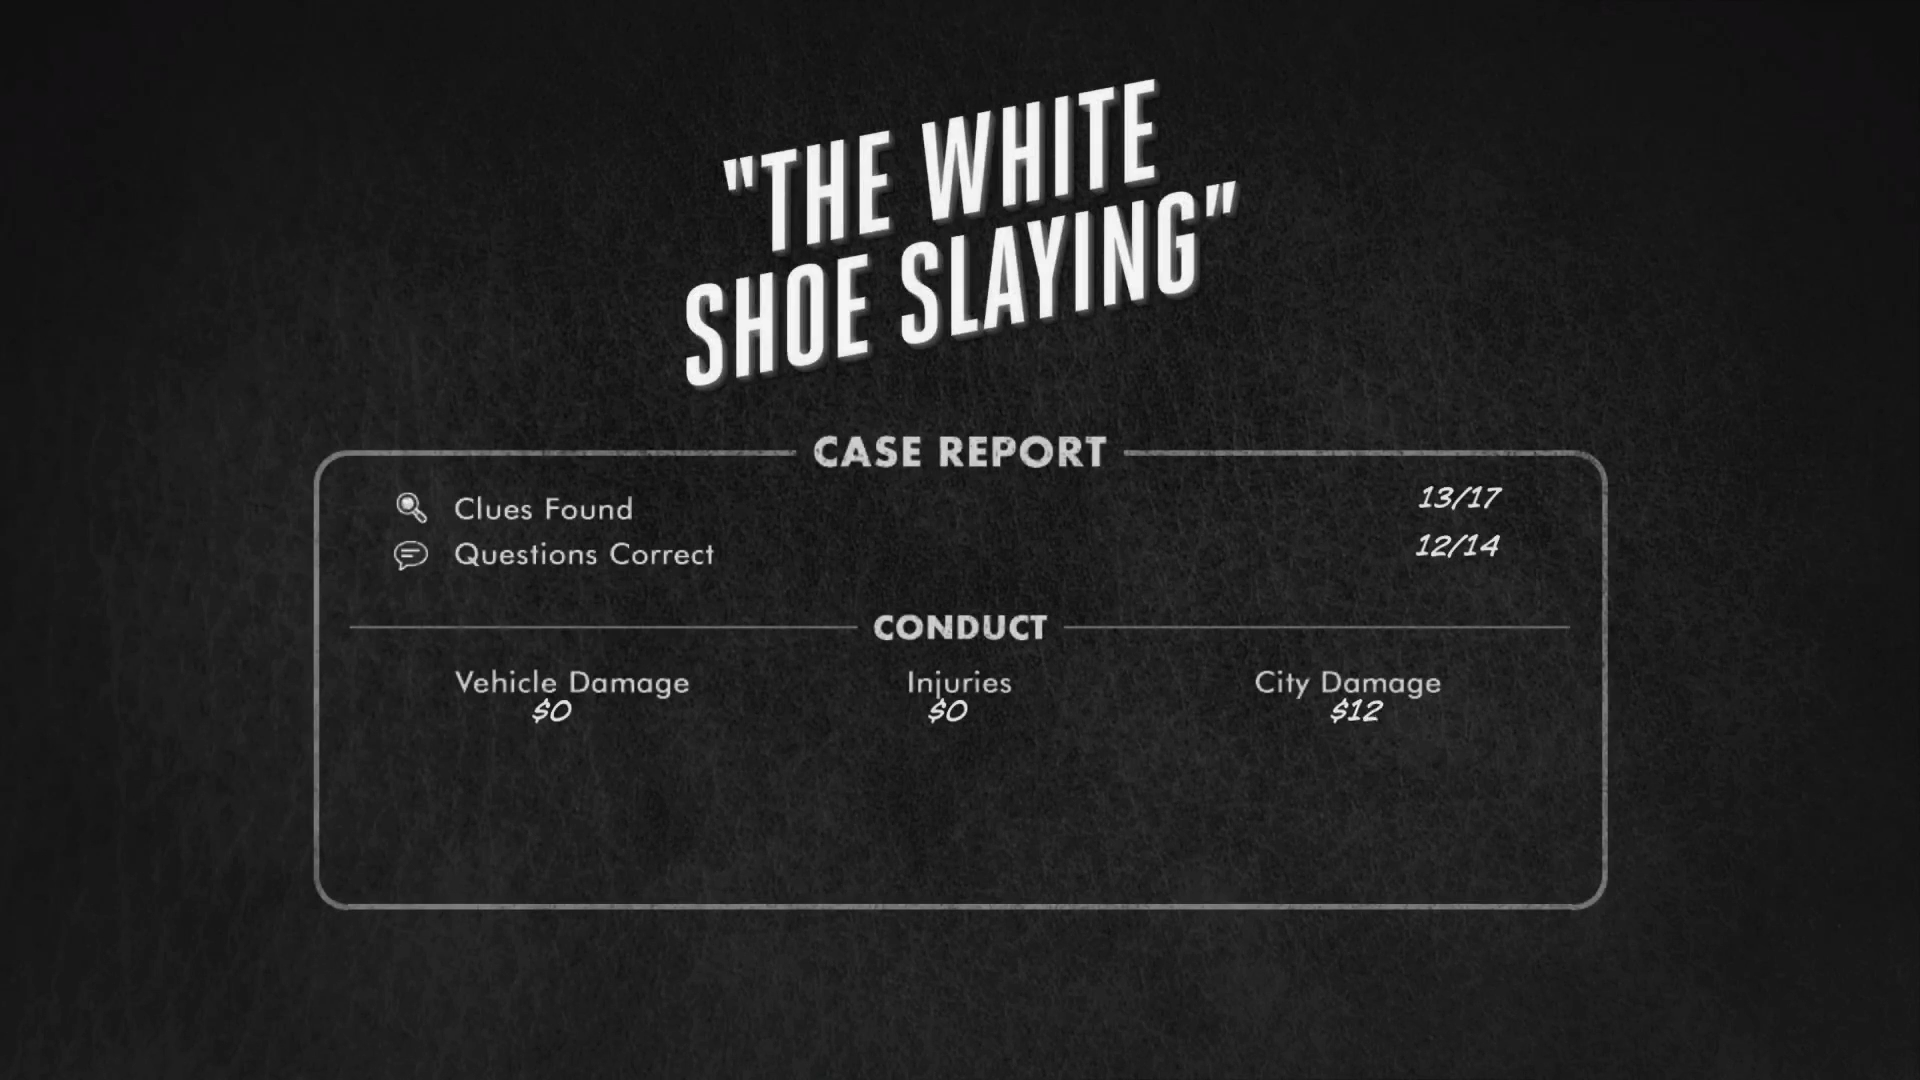 "THE WHITE
SHOE SLAYING"
CASE REPORT
Clues Found 13/17
Questions Correct 12/14
CONDUCT
Vehicle Damage Injuries City Damage
$0 $0 $12